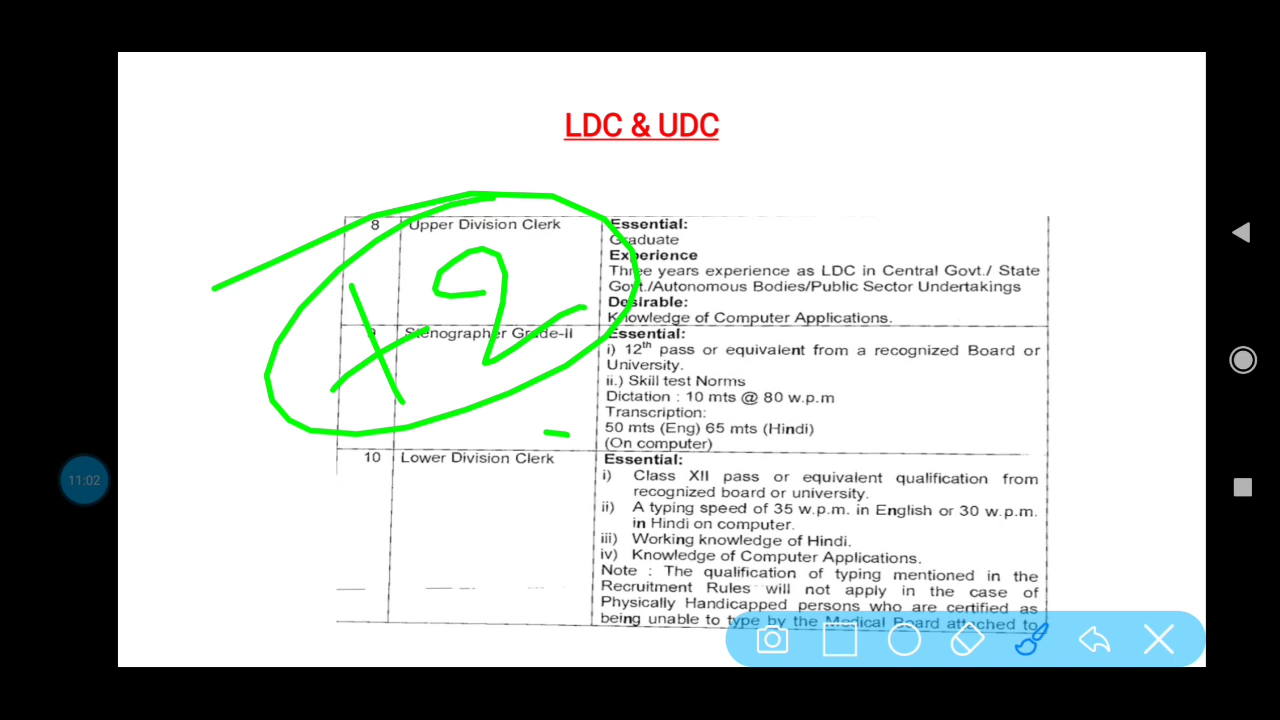 LDC & UDC
8 Upper Division Clerk Essential:
Graduate
Experience
Three years experience as LDC in Central Govt./ State
Govt./Autonomous Bodies/Public Sector Undertakings
Desirable:
Knowledge of Computer Applications.
9 Stenographer Grade-II Essential:
i) 12th pass or equivalent from a recognized Board or
University.
ii.) Skill test Norms
Dictation : 10 mts @ 80 w.p.m
Transcription:
50 mts (Eng) 65 mts (Hindi)
(On computer)
+2
10 Lower Division Clerk Essential:
i) Class XII pass or equivalent qualification from
recognized board or university.
ii) A typing speed of 35 w.p.m. in English or 30 w.p.m.
in Hindi on computer.
iii) Working knowledge of Hindi.
iv) Knowledge of Computer Applications.
Note : The qualification of typing mentioned in the
Recruitment Rules will not apply in the case of
Physically Handicapped persons who are certified as
being unable to type by the Medical Board attached to
11:02